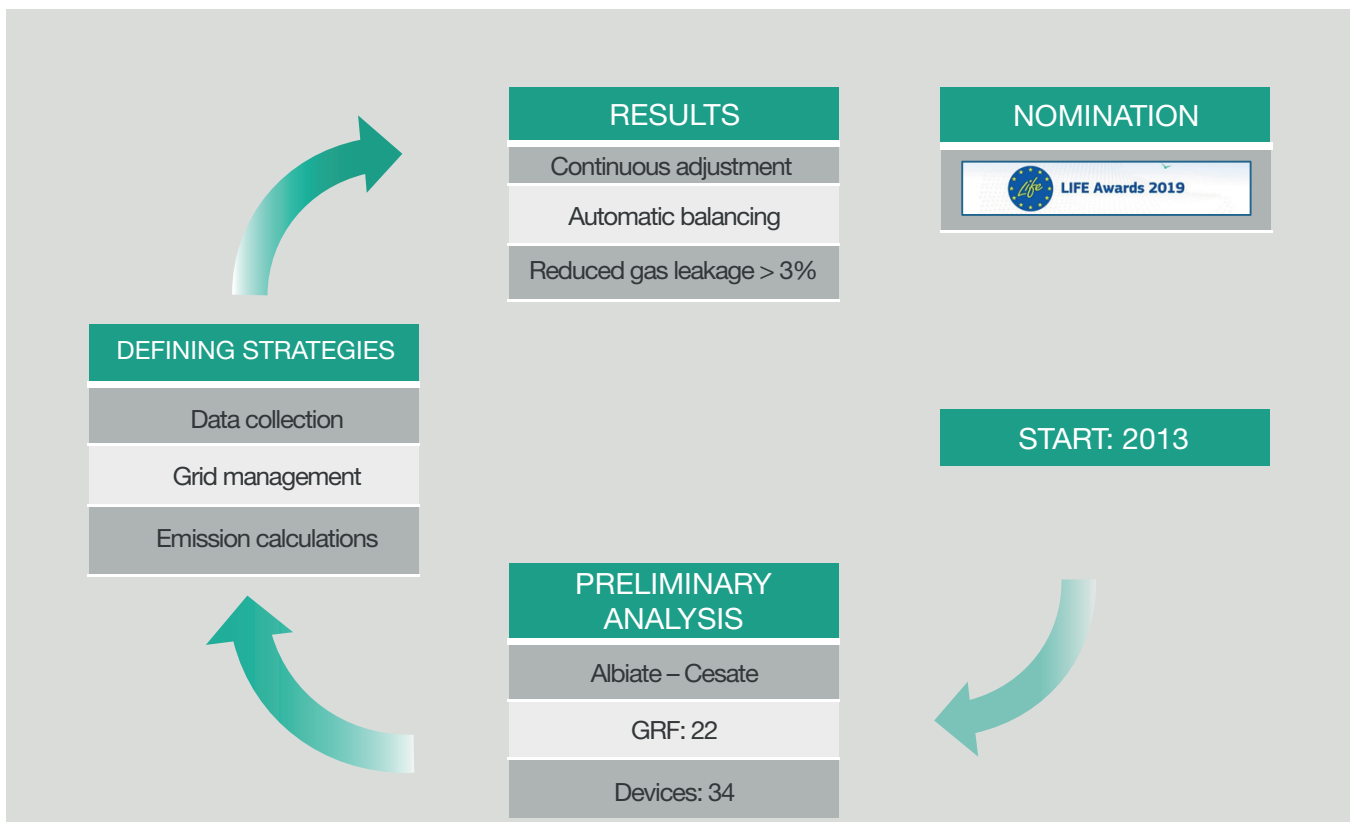 RESULTS
Continuous adjustment
Automatic balancing
Reduced gas leakage > 3%
NOMINATION
Life
LIFE Awards 2019
DEFINING STRATEGIES
Data collection
Grid management
Emission calculations
START: 2013
PRELIMINARY
ANALYSIS
Albiate – Cesate
GRF: 22
Devices: 34